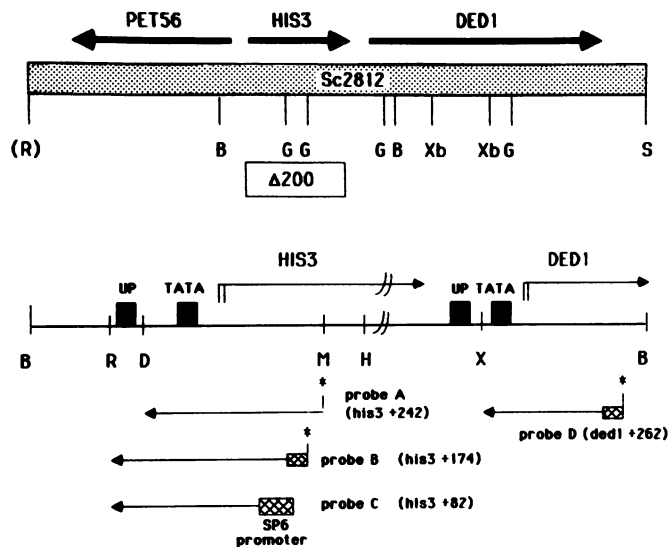 PET56 HIS3 DED1
Sc2812
(R) B G G G B Xb Xb G S
Δ200
HIS3 DED1
UP TATA UP TATA
B R D M H X B
* *
probe A
(his3 +242)
probe D (ded1 +262)
*
probe B (his3 +174)
probe C (his3 +82)
SP6
promoter